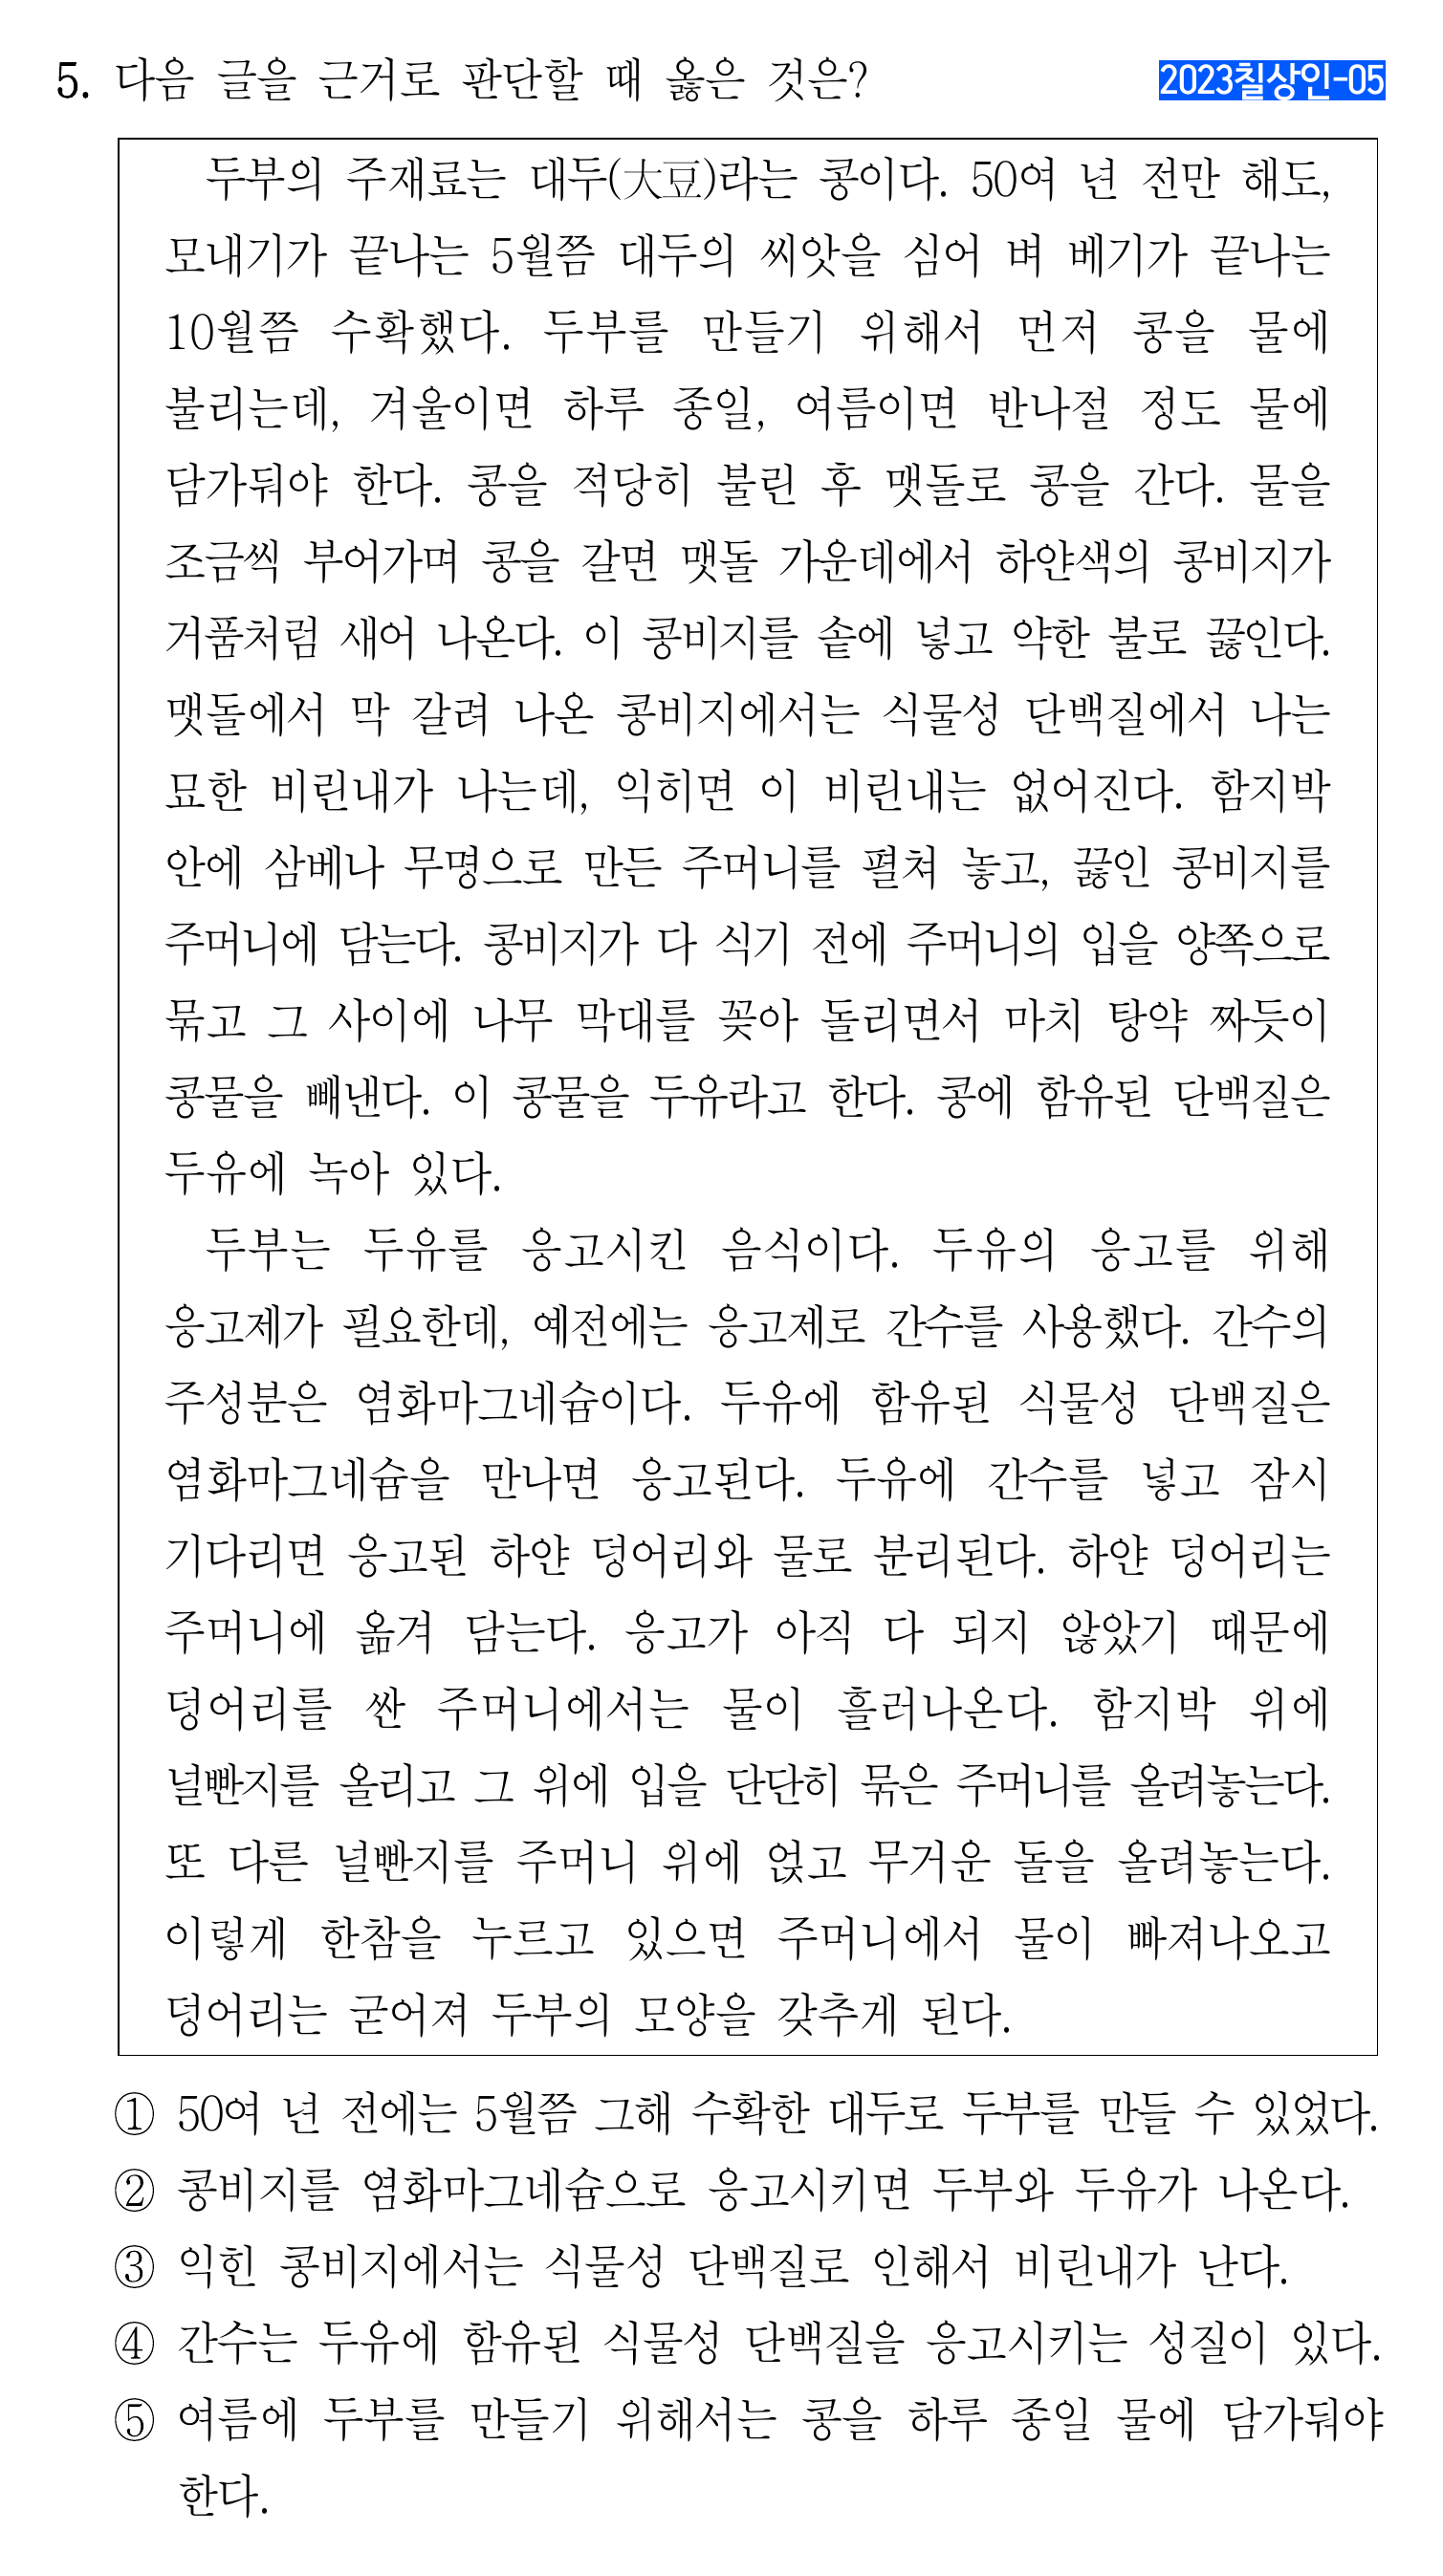 5. 다음 글을 근거로 판단할 때 옳은 것은?
2023칠상인-05
두부의 주재료는 대두(大豆)라는 콩이다. 50여 년 전만 해도,
모내기가 끝나는 5월쯤 대두의 씨앗을 심어 벼 베기가 끝나는
10월쯤 수확했다. 두부를 만들기 위해서 먼저 콩을 물에
불리는데, 겨울이면 하루 종일, 여름이면 반나절 정도 물에
담가둬야 한다. 콩을 적당히 불린 후 맷돌로 콩을 간다. 물을
조금씩 부어가며 콩을 갈면 맷돌 가운데에서 하얀색의 콩비지가
거품처럼 새어 나온다. 이 콩비지를 솥에 넣고 약한 불로 끓인다.
맷돌에서 막 갈려 나온 콩비지에서는 식물성 단백질에서 나는
묘한 비린내가 나는데, 익히면 이 비린내는 없어진다. 함지박
안에 삼베나 무명으로 만든 주머니를 펼쳐 놓고, 끓인 콩비지를
주머니에 담는다. 콩비지가 다 식기 전에 주머니의 입을 양쪽으로
묶고 그 사이에 나무 막대를 꽂아 돌리면서 마치 탕약 짜듯이
콩물을 빼낸다. 이 콩물을 두유라고 한다. 콩에 함유된 단백질은
두유에 녹아 있다.
두부는 두유를 응고시킨 음식이다. 두유의 응고를 위해
응고제가 필요한데, 예전에는 응고제로 간수를 사용했다. 간수의
주성분은 염화마그네슘이다. 두유에 함유된 식물성 단백질은
염화마그네슘을 만나면 응고된다. 두유에 간수를 넣고 잠시
기다리면 응고된 하얀 덩어리와 물로 분리된다. 하얀 덩어리는
주머니에 옮겨 담는다. 응고가 아직 다 되지 않았기 때문에
덩어리를 싼 주머니에서는 물이 흘러나온다. 함지박 위에
널빤지를 올리고 그 위에 입을 단단히 묶은 주머니를 올려놓는다.
또 다른 널빤지를 주머니 위에 얹고 무거운 돌을 올려놓는다.
이렇게 한참을 누르고 있으면 주머니에서 물이 빠져나오고
덩어리는 굳어져 두부의 모양을 갖추게 된다.
① 50여 년 전에는 5월쯤 그해 수확한 대두로 두부를 만들 수 있었다.
② 콩비지를 염화마그네슘으로 응고시키면 두부와 두유가 나온다.
③ 익힌 콩비지에서는 식물성 단백질로 인해서 비린내가 난다.
④ 간수는 두유에 함유된 식물성 단백질을 응고시키는 성질이 있다.
⑤ 여름에 두부를 만들기 위해서는 콩을 하루 종일 물에 담가둬야
한다.